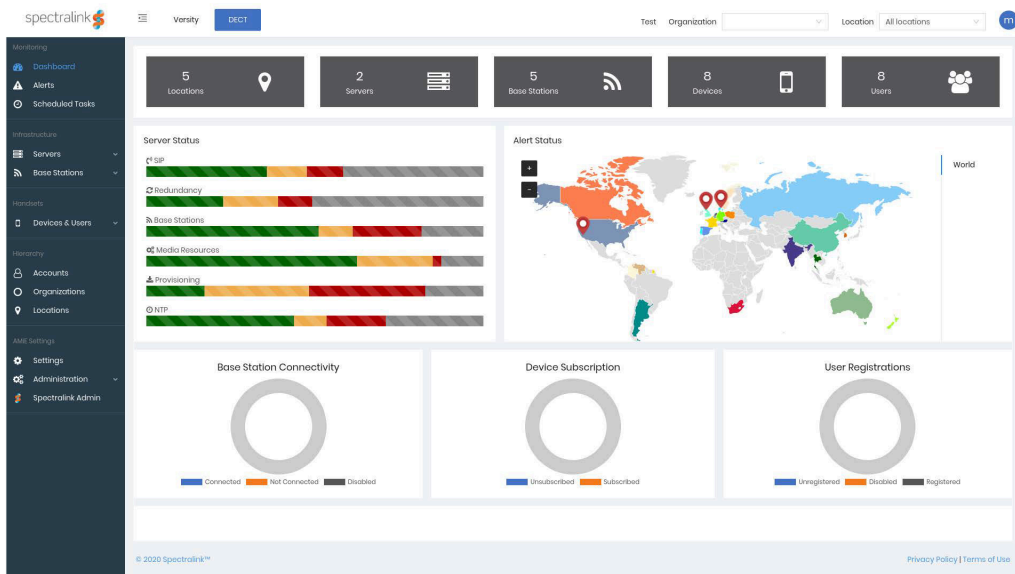 spectralink
Versity
DECT
Test Organization
Location All locations
m
Monitoring
Dashboard
Alerts
Scheduled Tasks
Infrastructure
Servers
Base Stations
Handsets
Devices & Users
Hierarchy
Accounts
Organizations
Locations
AMIE Settings
Settings
Administration
Spectralink Admin
5
Locations
2
Servers
5
Base Stations
8
Devices
8
Users
Server Status
SIP
Redundancy
Base Stations
Media Resources
Provisioning
NTP
Alert Status
+
-
World
Base Station Connectivity
Connected Not Connected Disabled
Device Subscription
Unsubscribed Subscribed
User Registrations
Unregistered Disabled Registered
© 2020 Spectralink™
Privacy Policy | Terms of Use